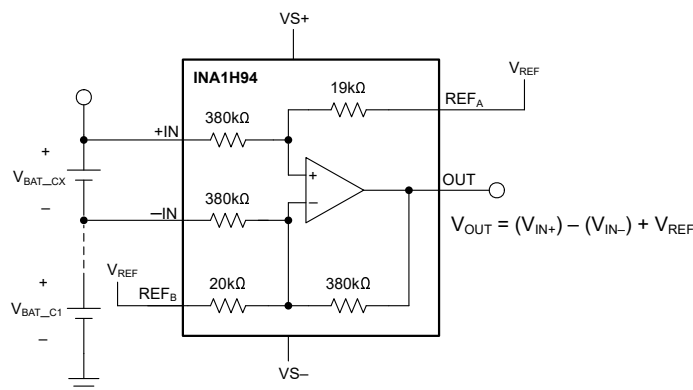 VS+
INA1H94
19kΩ
V_REF
REF_A
+IN
380kΩ
+
V_BAT_CX
–
+
–
–IN
380kΩ
OUT
V_OUT = (V_IN+) – (V_IN–) + V_REF
V_REF
REF_B
20kΩ
380kΩ
+
V_BAT_C1
–
VS–